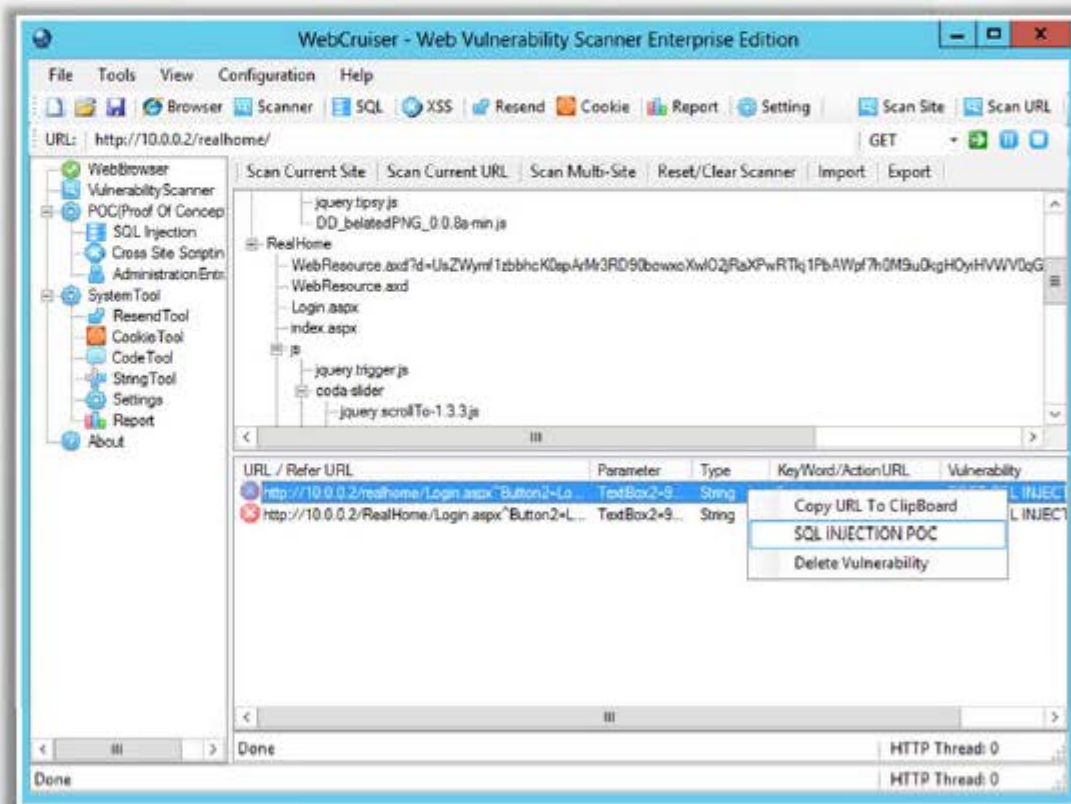 WebCruiser - Web Vulnerability Scanner Enterprise Edition
File Tools View Configuration Help
Browser Scanner SQL XSS Resend Cookie Report Setting Scan Site Scan URL
URL: http://10.0.0.2/realhome/ GET
WebBrowser
VulnerabilityScanner
POC(Proof Of Concep
SQL Injection
Cross Site Scriptin
AdministrationEntr
SystemTool
ResendTool
CookieTool
CodeTool
StringTool
Settings
Report
About
Scan Current Site Scan Current URL Scan Multi-Site Reset/Clear Scanner Import Export
jquery.tipsy.js
DD_belatedPNG_0.0.8a-min.js
RealHome
WebResource.axd
Login.aspx
index.aspx
js
jquery.trigger.js
coda-slider
jquery.scrollTo-1.3.3.js
URL / Refer URL Parameter Type KeyWord/ActionURL Vulnerability
http://10.0.0.2/realhome/Login.aspx^Button2=Lo... TextBox2=9... String
http://10.0.0.2/RealHome/Login.aspx^Button2=L... TextBox2=9... String L INJECT
Copy URL To ClipBoard
SQL INJECTION POC
Delete Vulnerability
Done HTTP Thread: 0
Done HTTP Thread: 0